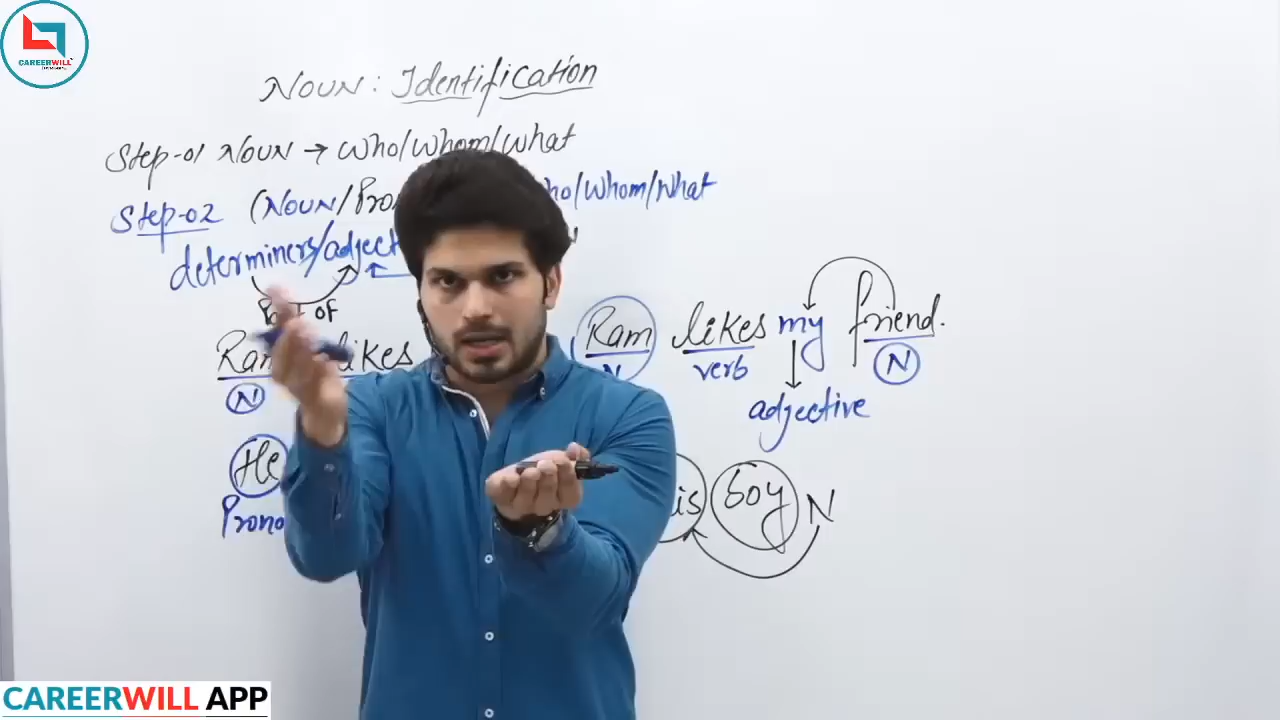 CAREERWILL
NOUN : Identification
Step-01 NOUN → who/whom/what
Step-02 (NOUN/Pro ho/whom/what
determiners/adject
Part of
Ram likes Ram likes my friend.
N N verb N
adjective
He is boy N
Prono
CAREERWILL APP